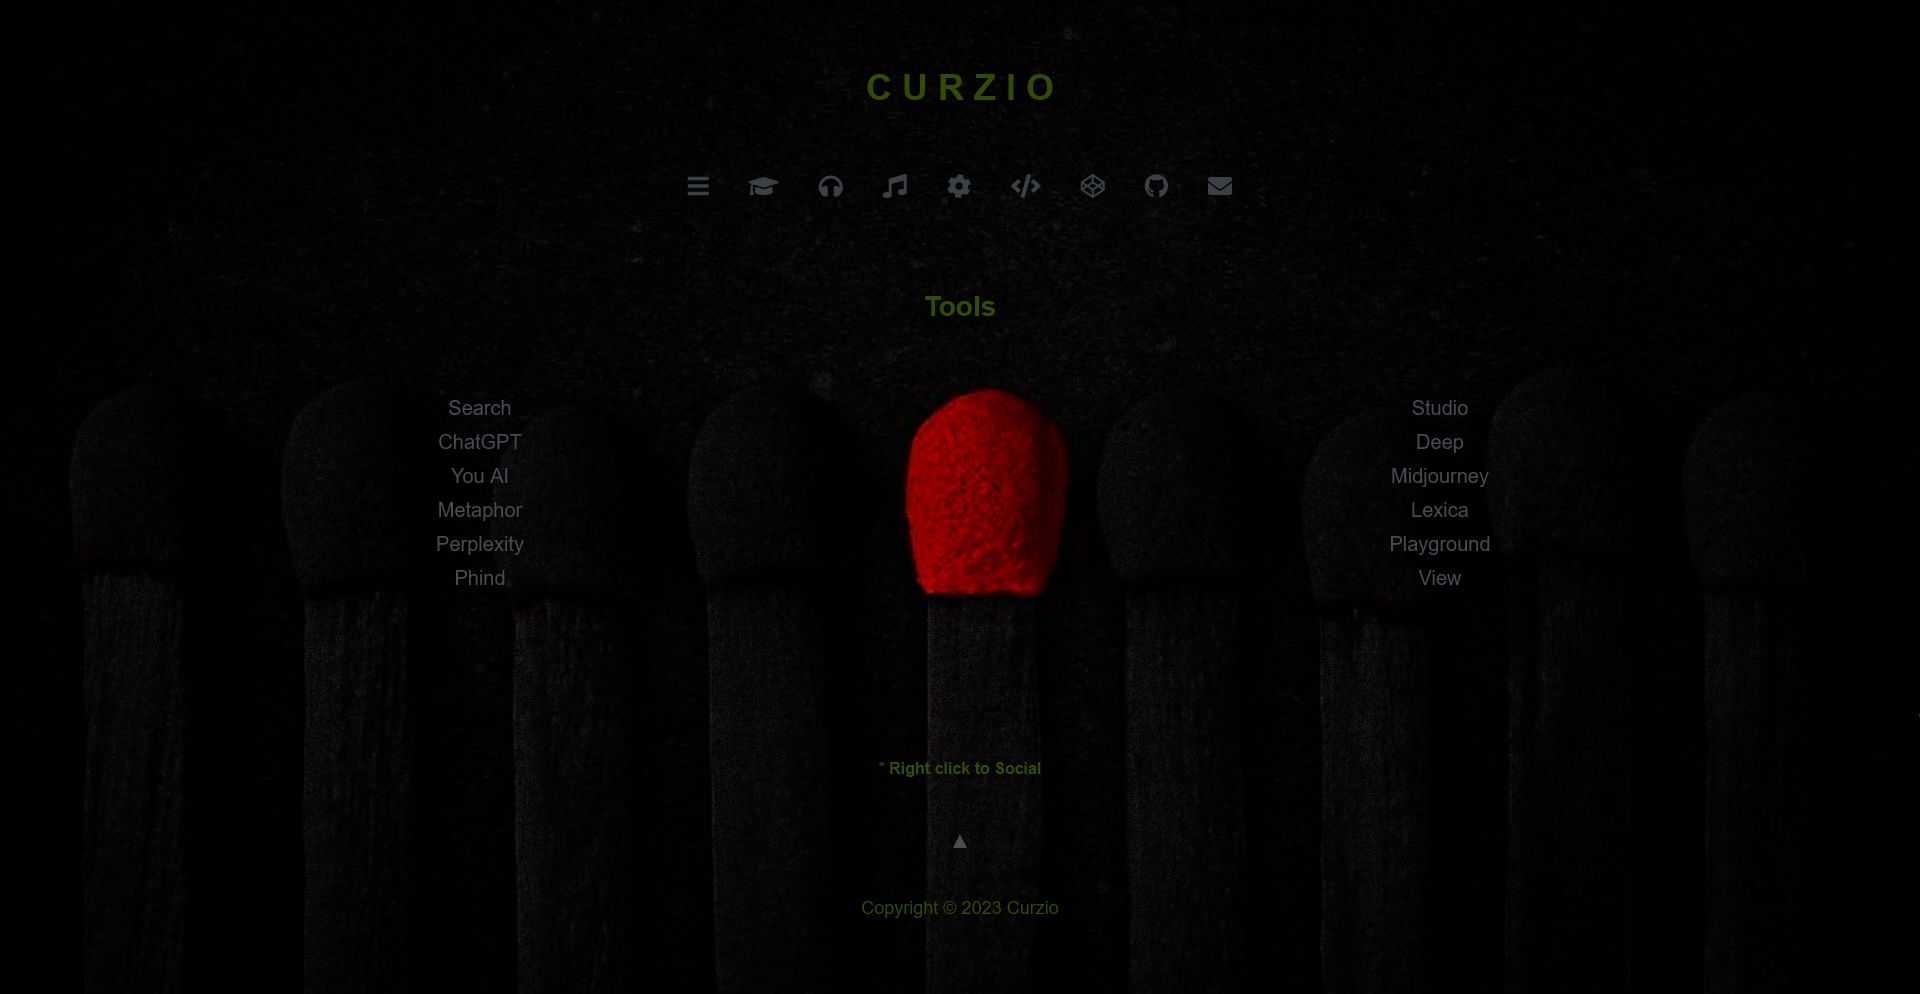 CURZIO
Tools
Search
ChatGPT
You AI
Metaphor
Perplexity
Phind
Studio
Deep
Midjourney
Lexica
Playground
View
* Right click to Social
▲
Copyright © 2023 Curzio